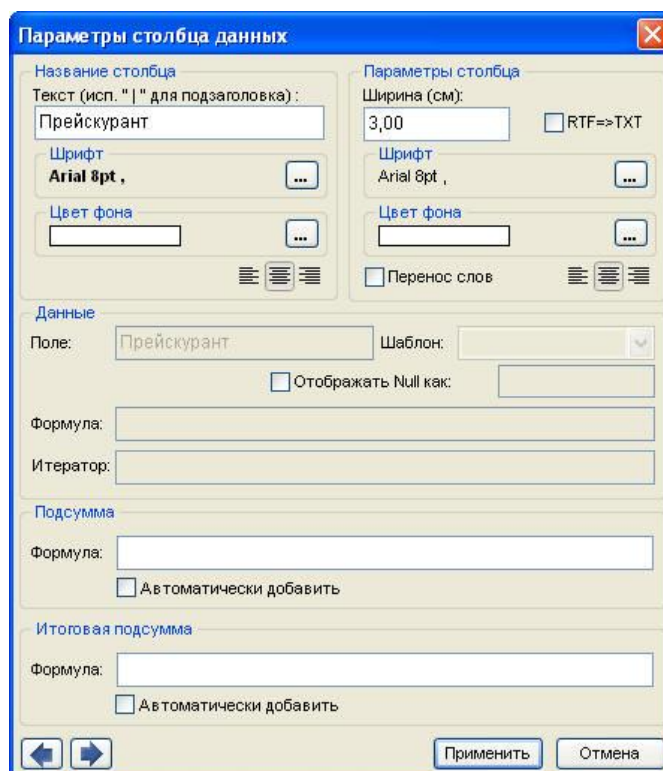 Параметры столбца данных
Название столбца
Текст (исп. "|" для подзаголовка) :
Прейскурант
Шрифт
Arial 8pt ,
...
Цвет фона
...
Параметры столбца
Ширина (см):
3,00
RTF=>TXT
Шрифт
Arial 8pt ,
...
Цвет фона
...
Перенос слов
Данные
Поле: Прейскурант Шаблон:
Отображать Null как:
Формула:
Итератор:
Подсумма
Формула:
Автоматически добавить
Итоговая подсумма
Формула:
Автоматически добавить
Применить Отмена